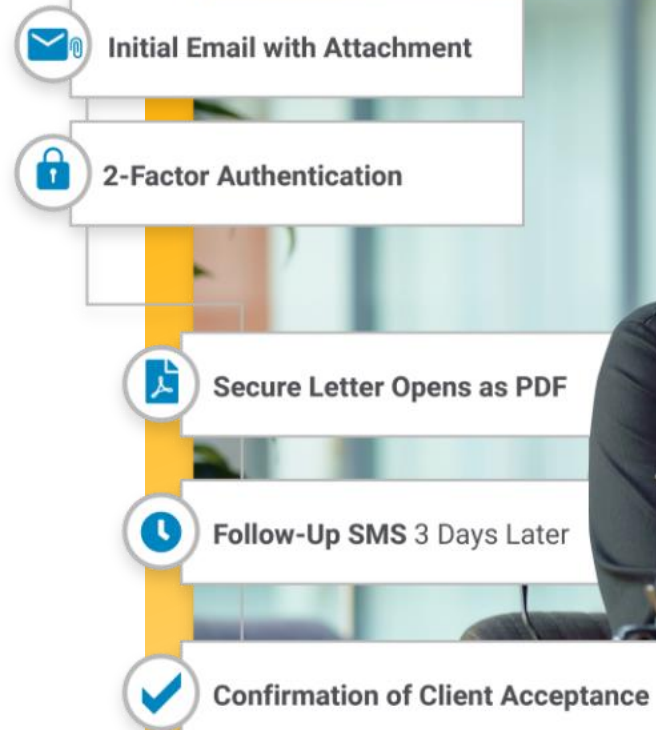 Initial Email with Attachment
2-Factor Authentication
Secure Letter Opens as PDF
Follow-Up SMS 3 Days Later
Confirmation of Client Acceptance